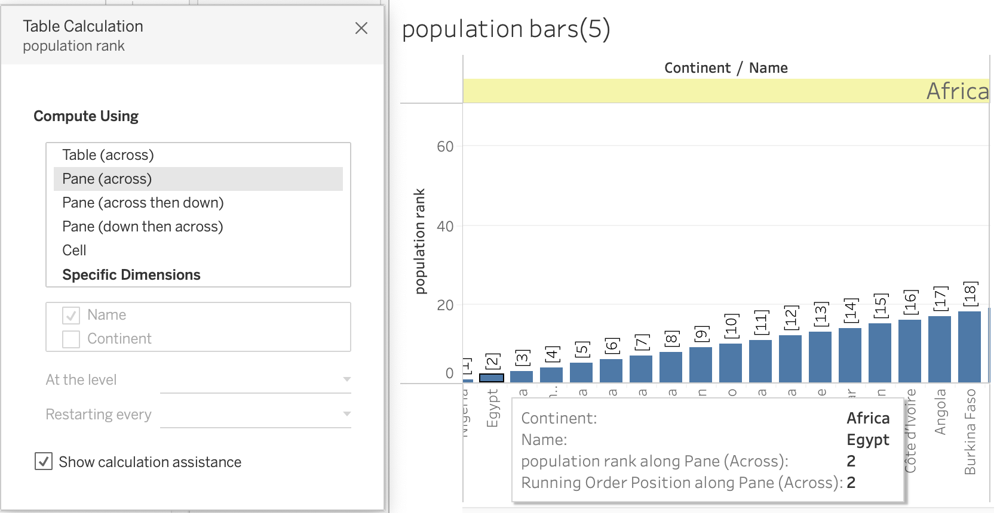 Table Calculation
population rank
Compute Using
Table (across)
Pane (across)
Pane (across then down)
Pane (down then across)
Cell
Specific Dimensions
Name
Continent
At the level
Restarting every
Show calculation assistance
population bars(5)
Continent / Name
Africa
population rank
60
40
20
0
[1]
[2]
[3]
[4]
[5]
[6]
[7]
[8]
[9]
[10]
[11]
[12]
[13]
[14]
[15]
[16]
[17]
[18]
Nigeria
Egypt
Côte d'Ivoire
Angola
Burkina Faso
Continent: Africa
Name: Egypt
population rank along Pane (Across): 2
Running Order Position along Pane (Across): 2